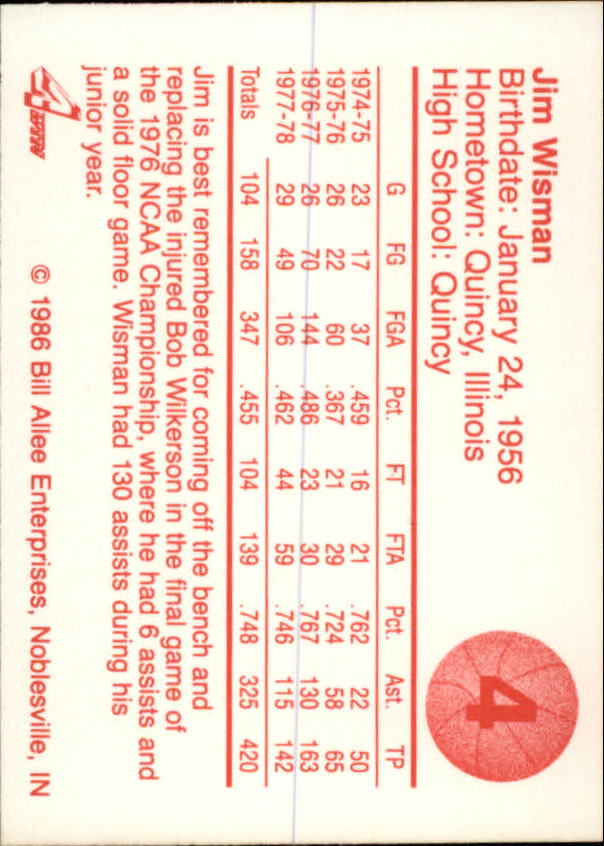 Jim Wisman
Birthdate: January 24, 1956
Hometown: Quincy, Illinois
High School: Quincy
4
G FG FGA Pct. FT FTA Pct. Ast. TP
1974-75 23 17 37 .459 16 21 .762 22 50
1975-76 26 22 60 .367 21 29 .724 58 65
1976-77 26 70 144 .486 23 30 .767 130 163
1977-78 29 49 106 .462 44 59 .746 115 142
Totals 104 158 347 .455 104 139 .748 325 420
Jim is best remembered for coming off the bench and
replacing the injured Bob Wilkerson in the final game of
the 1976 NCAA Championship, where he had 6 assists and
a solid floor game. Wisman had 130 assists during his
junior year.
© 1986 Bill Allee Enterprises, Noblesville, IN